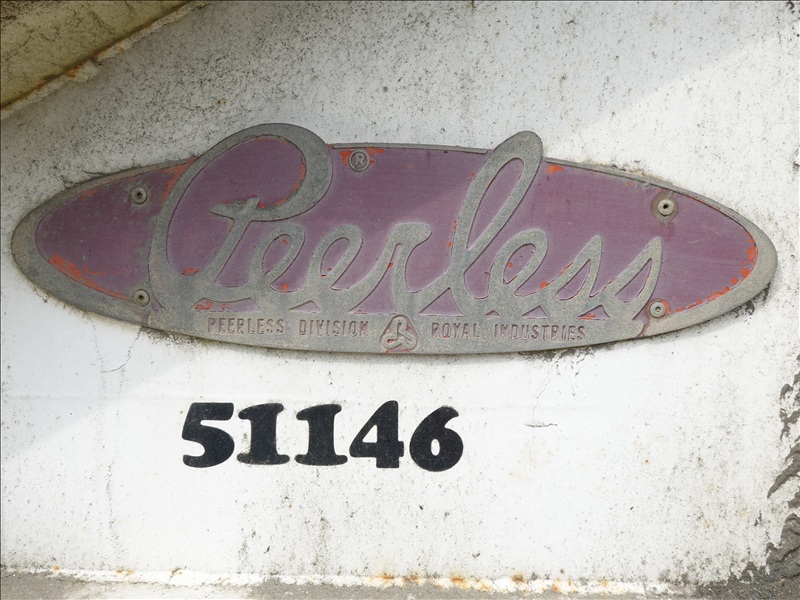 ®
Peerless
PEERLESS DIVISION ROYAL INDUSTRIES
51146